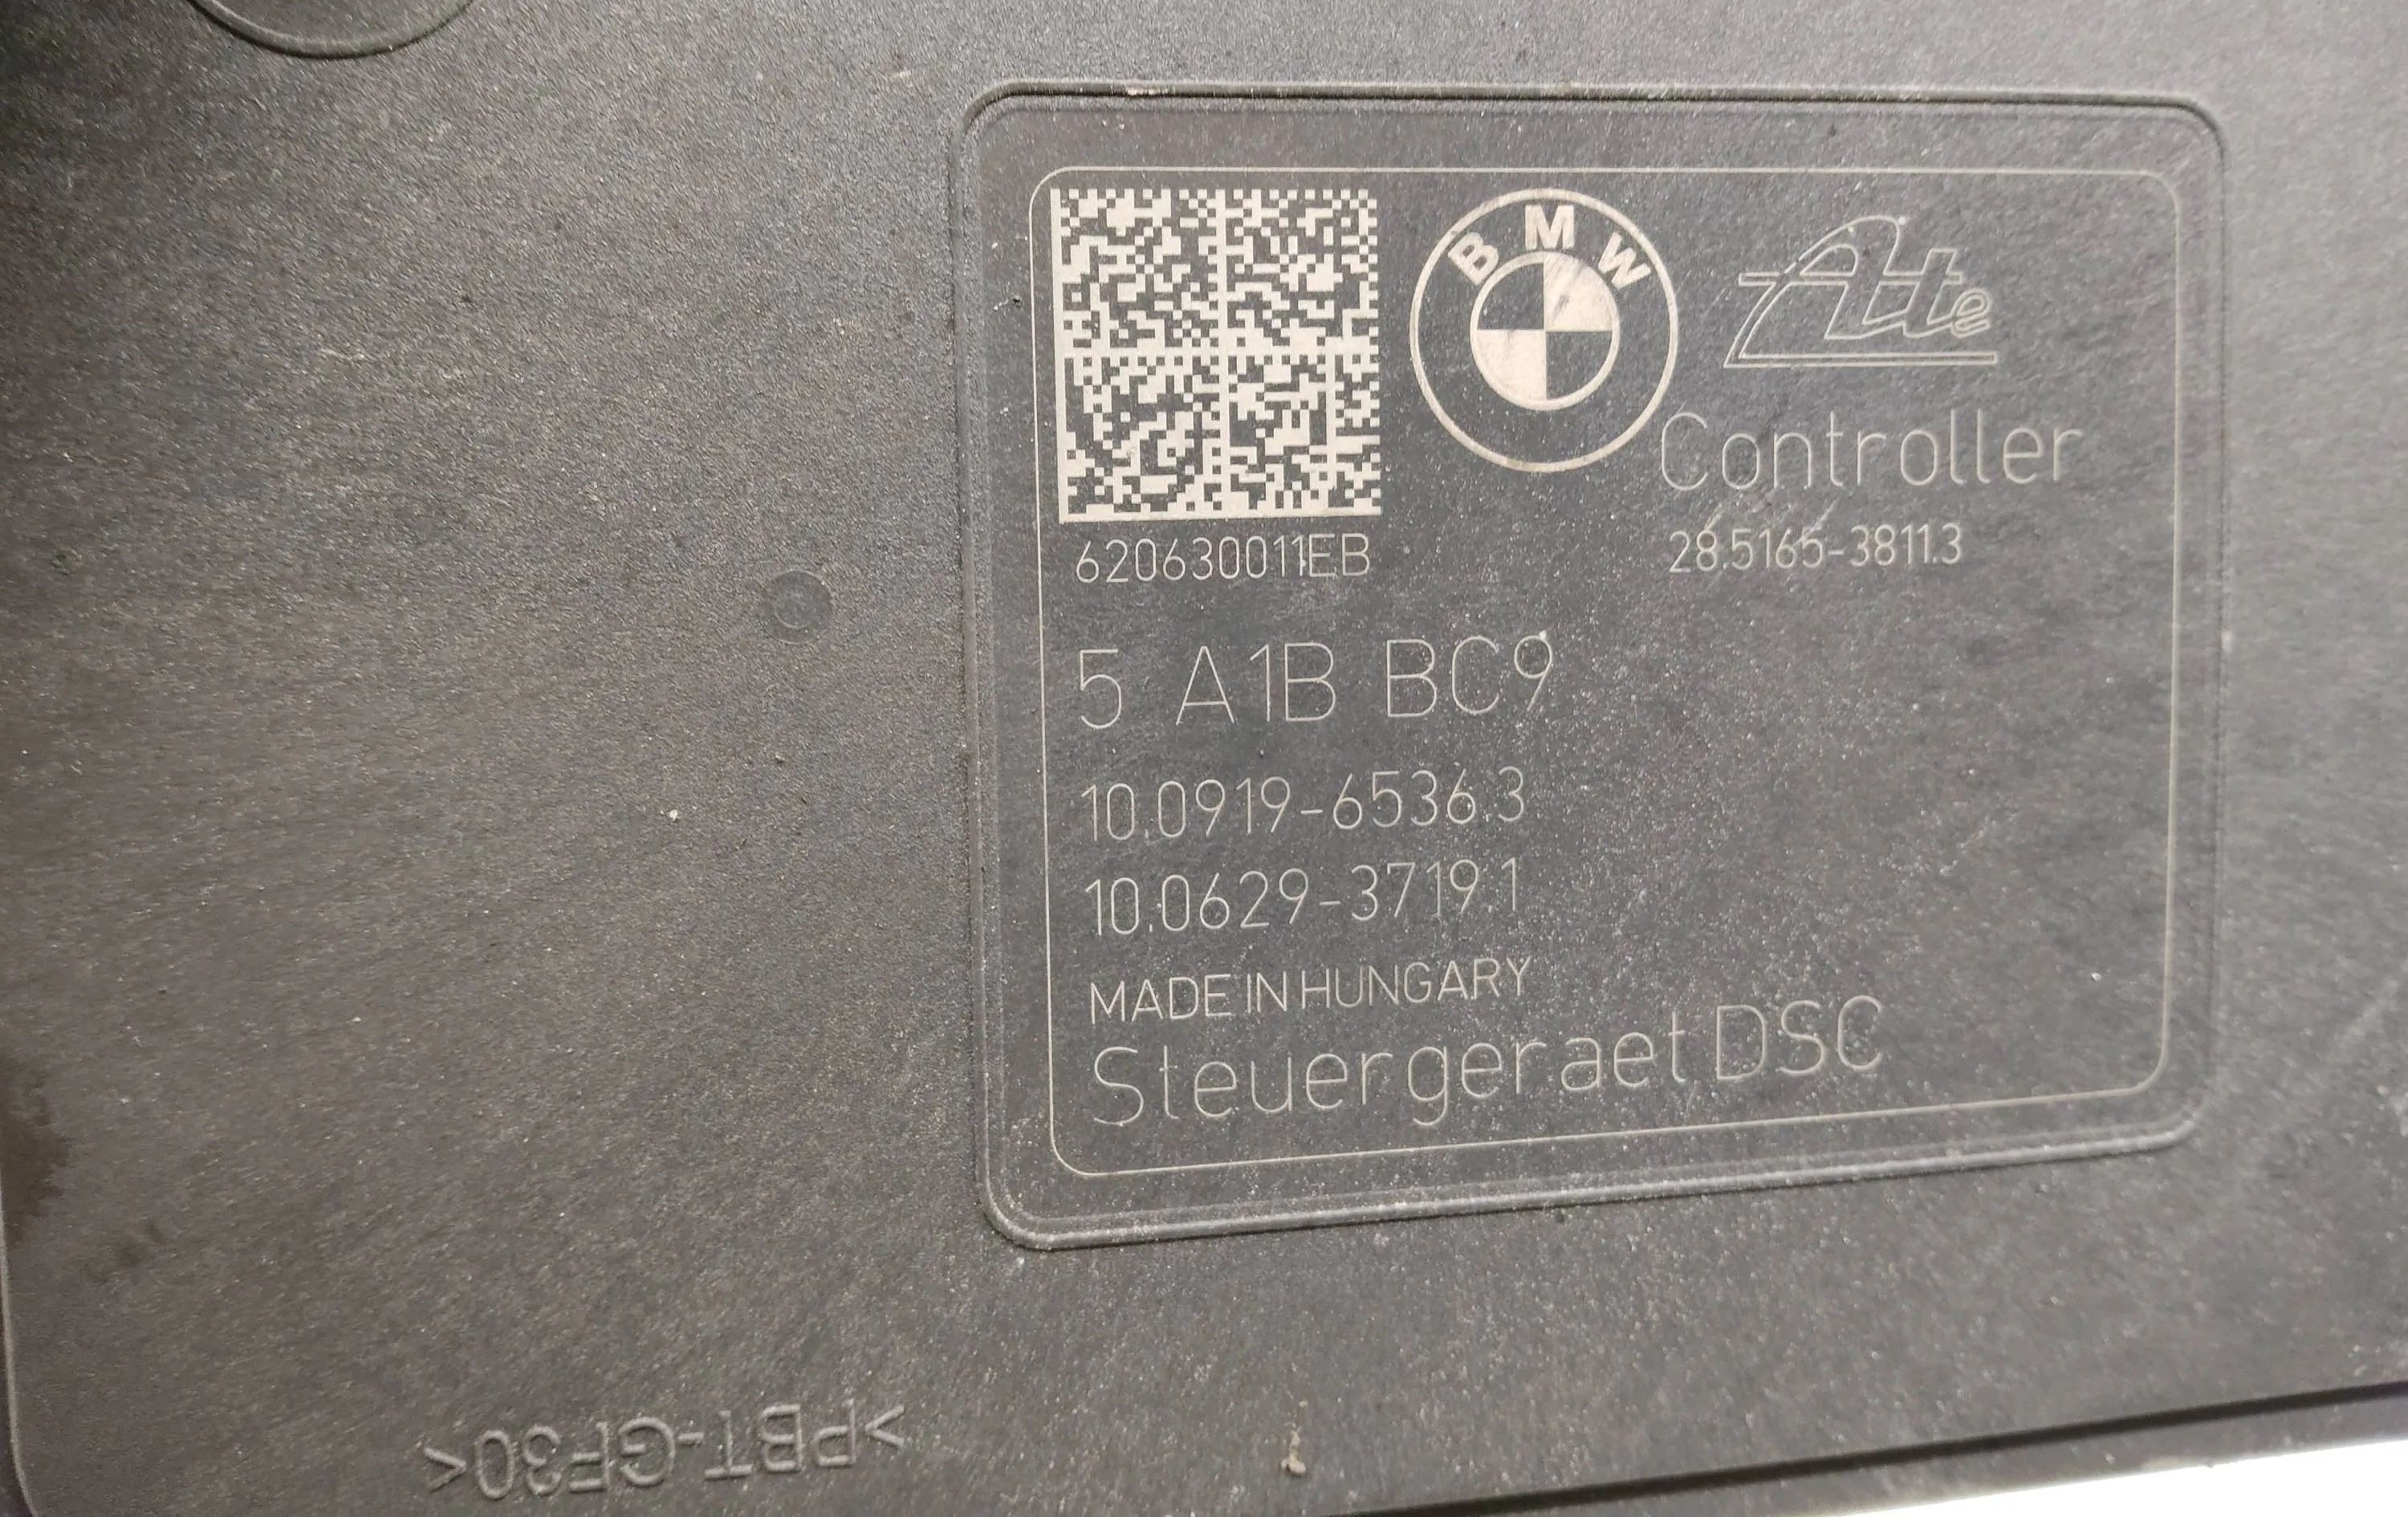 BMW
Ate
Controller
620630011EB
28.5165-3811.3
5 A1B BC9
10.0919-6536.3
10.0629-3719.1
MADE IN HUNGARY
Steuergeraet DSC
>PBT-GF30<